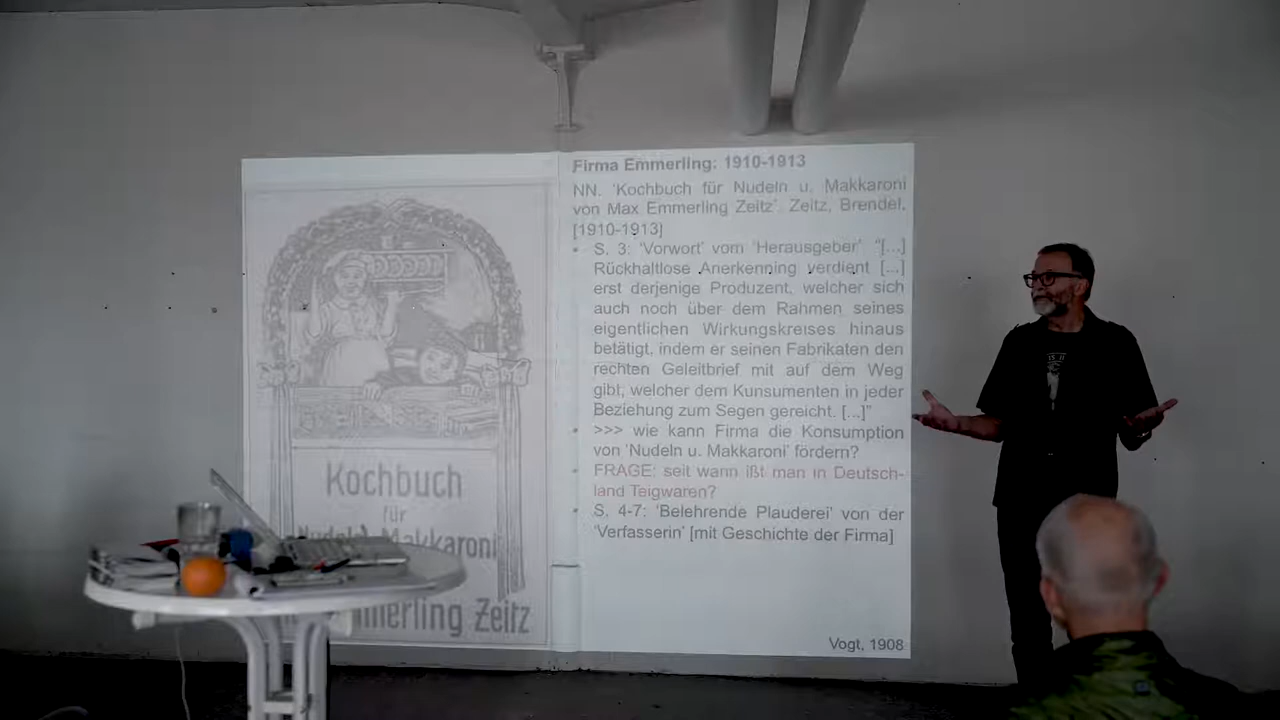 Firma Emmerling: 1910-1913
NN. 'Kochbuch für Nudeln u. Makkaroni
von Max Emmerling Zeitz'. Zeitz, Brendel,
[1910-1913]
• S. 3: 'Vorwort' vom 'Herausgeber' "[...]
Rückhaltlose Anerkenning verdient [...]
erst derjenige Produzent, welcher sich
auch noch über dem Rahmen seines
eigentlichen Wirkungskreises hinaus
betätigt, indem er seinen Fabrikaten den
rechten Geleitbrief mit auf dem Weg
gibt, welcher dem Kunsumenten in jeder
Beziehung zum Segen gereicht. [...]"
• >>> wie kann Firma die Konsumption
von 'Nudeln u. Makkaroni' fördern?
• FRAGE: seit wann ißt man in Deutsch-
land Teigwaren?
• S. 4-7: 'Belehrende Plauderei' von der
'Verfasserin' [mit Geschichte der Firma]
Vogt, 1908
Kochbuch
für
Nudeln Makkaroni
Emmerling Zeitz